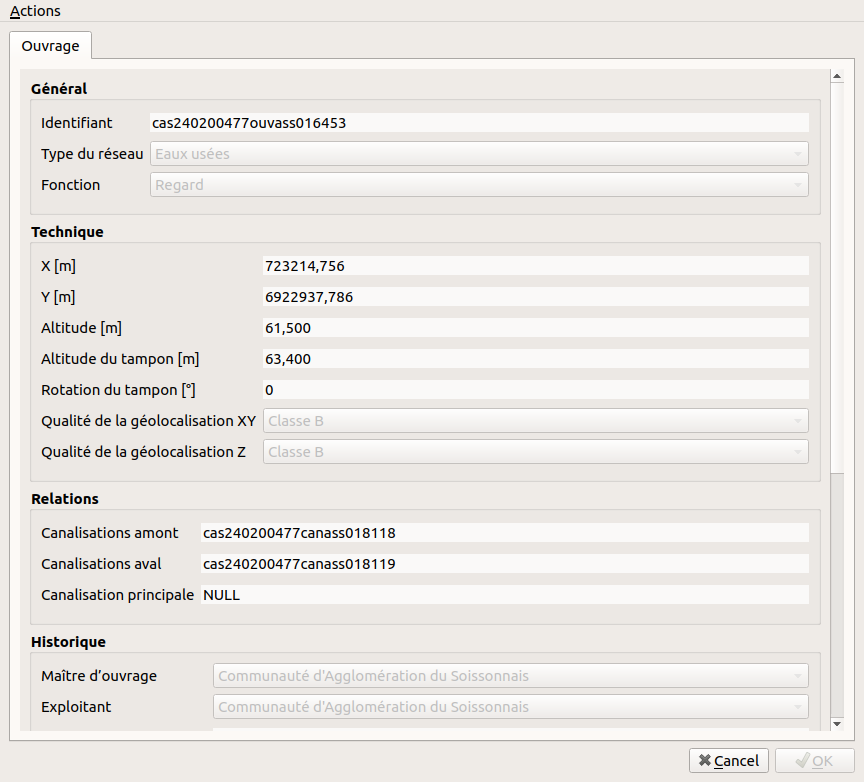 Actions
Ouvrage
Général
Identifiant cas240200477ouvass016453
Type du réseau Eaux usées
Fonction Regard
Technique
X [m] 723214,756
Y [m] 6922937,786
Altitude [m] 61,500
Altitude du tampon [m] 63,400
Rotation du tampon [°] 0
Qualité de la géolocalisation XY Classe B
Qualité de la géolocalisation Z Classe B
Relations
Canalisations amont cas240200477canass018118
Canalisations aval cas240200477canass018119
Canalisation principale NULL
Historique
Maître d’ouvrage Communauté d'Agglomération du Soissonnais
Exploitant Communauté d'Agglomération du Soissonnais
Cancel OK